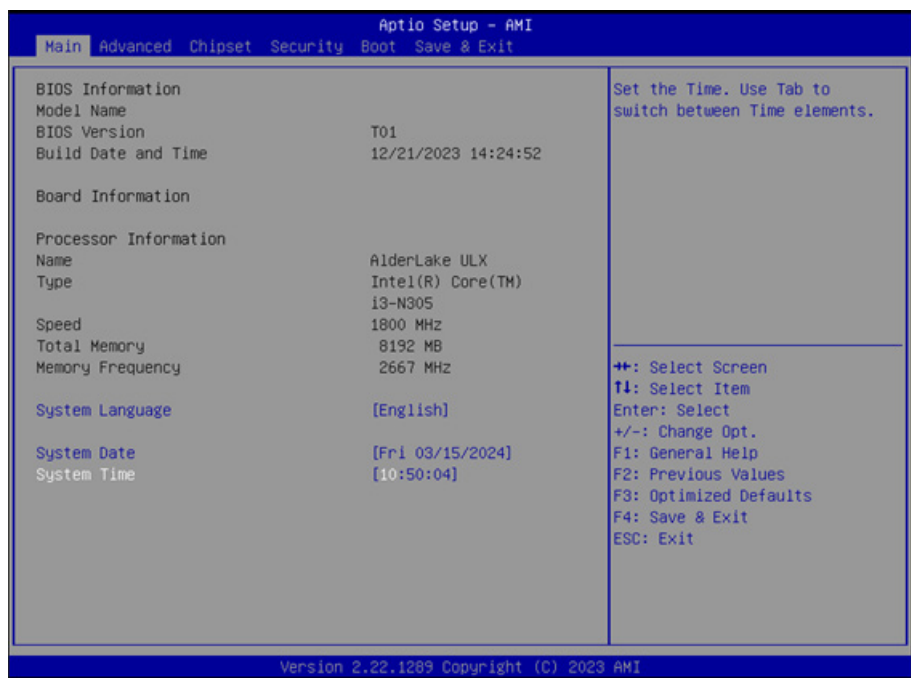 Aptio Setup - AMI
Main Advanced Chipset Security Boot Save & Exit
BIOS Information
Model Name
BIOS Version T01
Build Date and Time 12/21/2023 14:24:52
Board Information
Processor Information
Name AlderLake ULX
Type Intel(R) Core(TM)
i3-N305
Speed 1800 MHz
Total Memory 8192 MB
Memory Frequency 2667 MHz
System Language [English]
System Date [Fri 03/15/2024]
System Time [10:50:04]
Set the Time. Use Tab to
switch between Time elements.
→←: Select Screen
↑↓: Select Item
Enter: Select
+/-: Change Opt.
F1: General Help
F2: Previous Values
F3: Optimized Defaults
F4: Save & Exit
ESC: Exit
Version 2.22.1289 Copyright (C) 2023 AMI